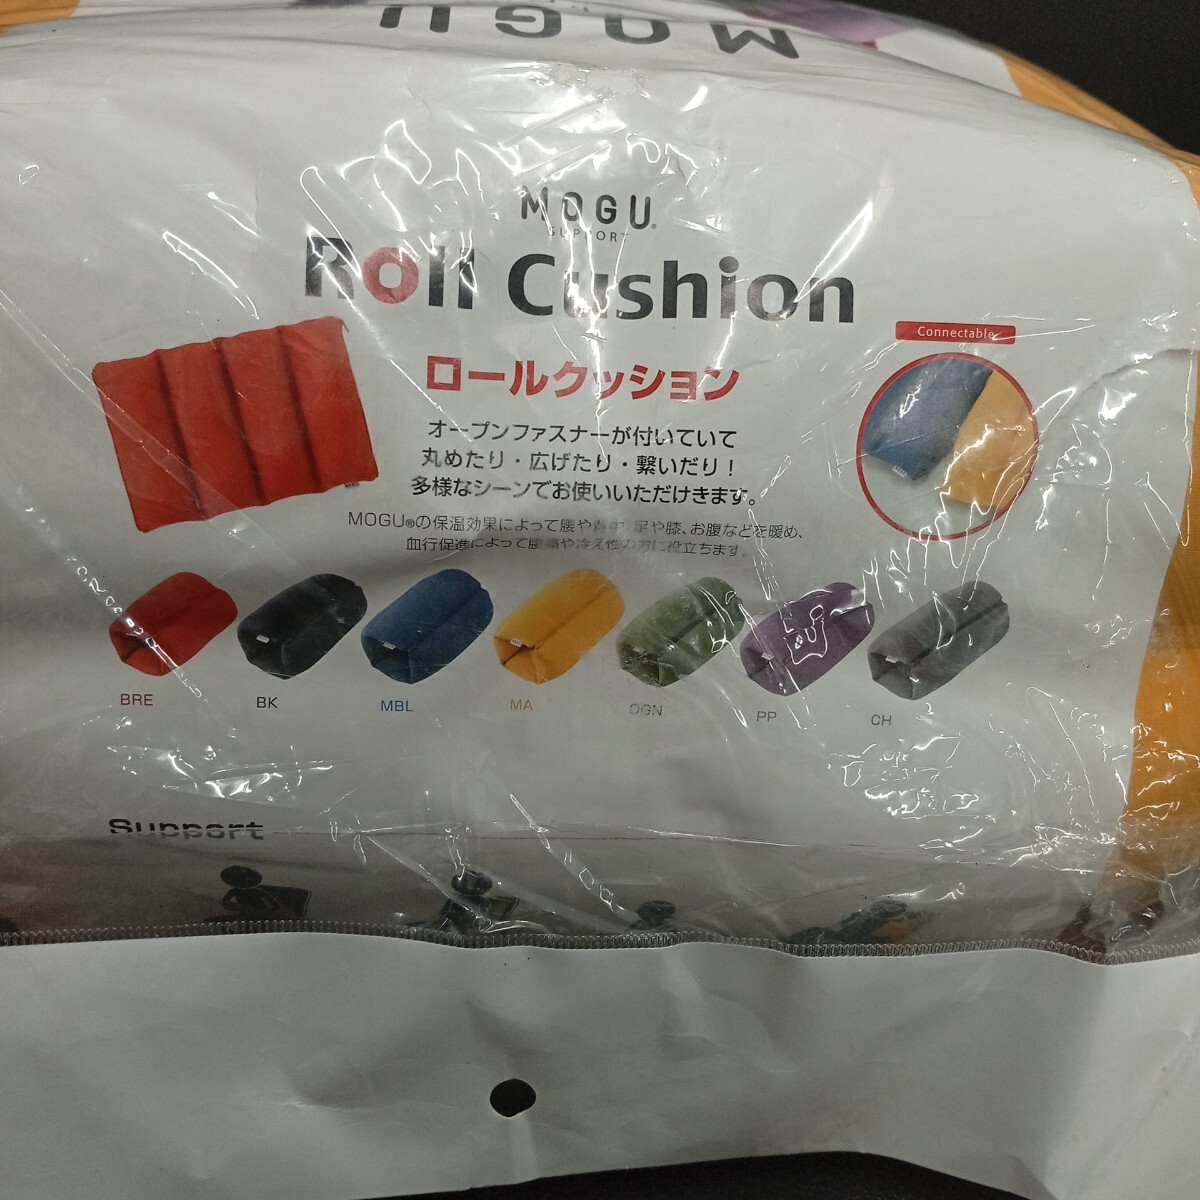 MOGU
MOGU®
SUPPORT
Roll Cushion
Connectable
ロールクッション
オープンファスナーが付いていて
丸めたり・広げたり・繋いだり！
多様なシーンでお使いいただけきます。
MOGU®の保温効果によって腰や背中、足や膝、お腹などを暖め、
血行促進によって腰痛や冷え性の方に役立ちます。
BRE BK MBL MA OGN PP CH
Support